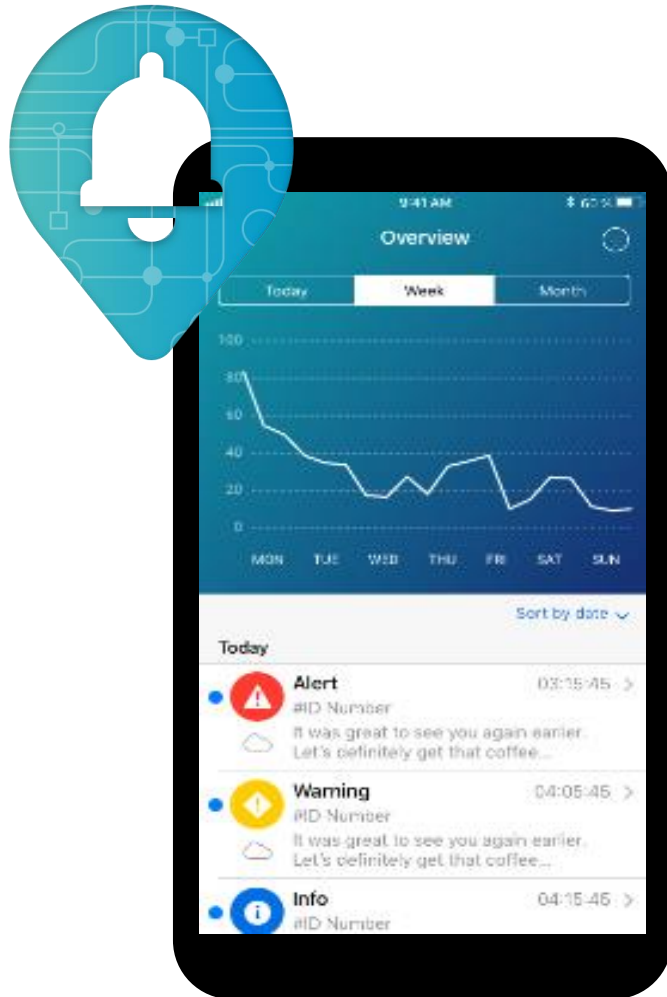 9:41 AM 60 %
Overview
Today Week Month
100
80
60
40
20
0
MON TUE WED THU FRI SAT SUN
Sort by date
Today
Alert 03:15:45
#ID Number
It was great to see you again earlier.
Let's definitely get that coffee...
Warning 04:05:45
#ID Number
It was great to see you again earlier.
Let's definitely get that coffee...
Info 04:15:45
#ID Number